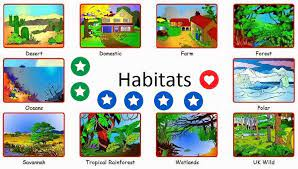 Desert
Domestic
Farm
Forest
Habitats
Oceans
Polar
Savannah
Tropical Rainforest
Wetlands
UK Wild